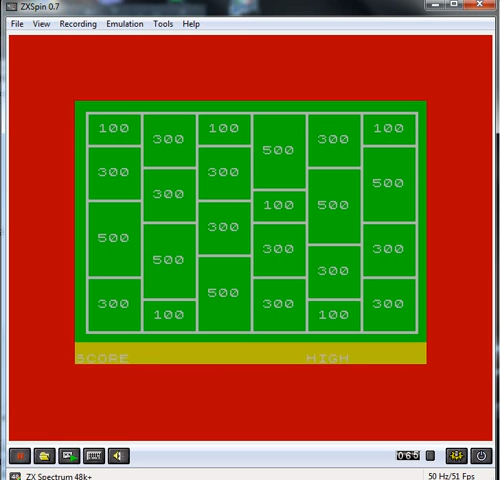 ZXSpin 0.7
File View Recording Emulation Tools Help
100 300 100 500 300 100
300 300 300 100 500 500
500 500 300 300 300 300
300 100 500 300 100 300
SCORE HIGH
065
ZX Spectrum 48k+ 50 Hz/51 Fps